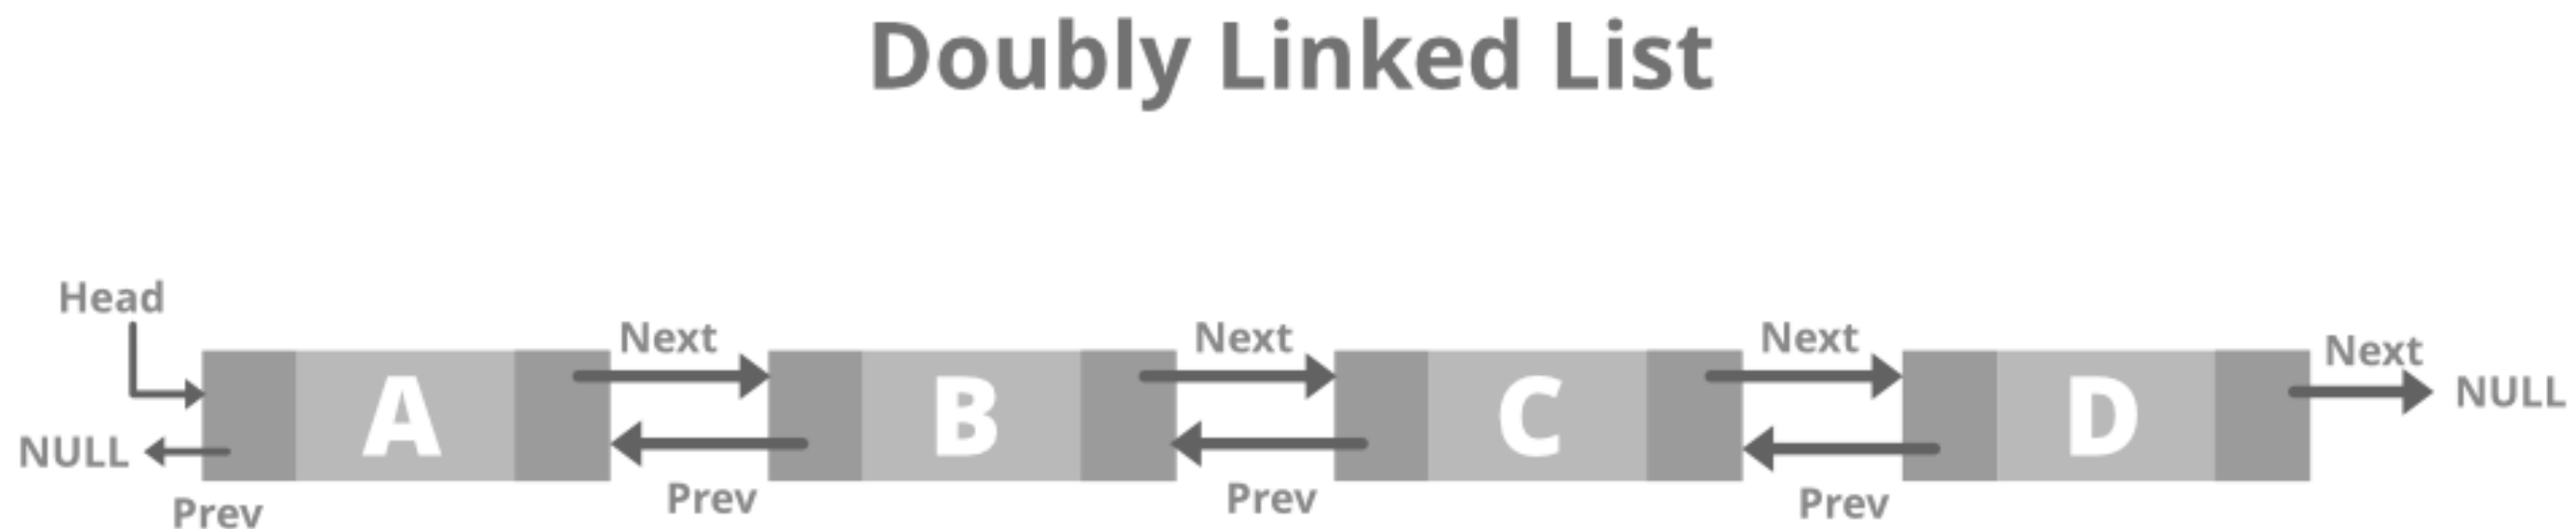 Doubly Linked List
Head
Next Next Next Next
A B C D
NULL NULL
Prev Prev Prev Prev